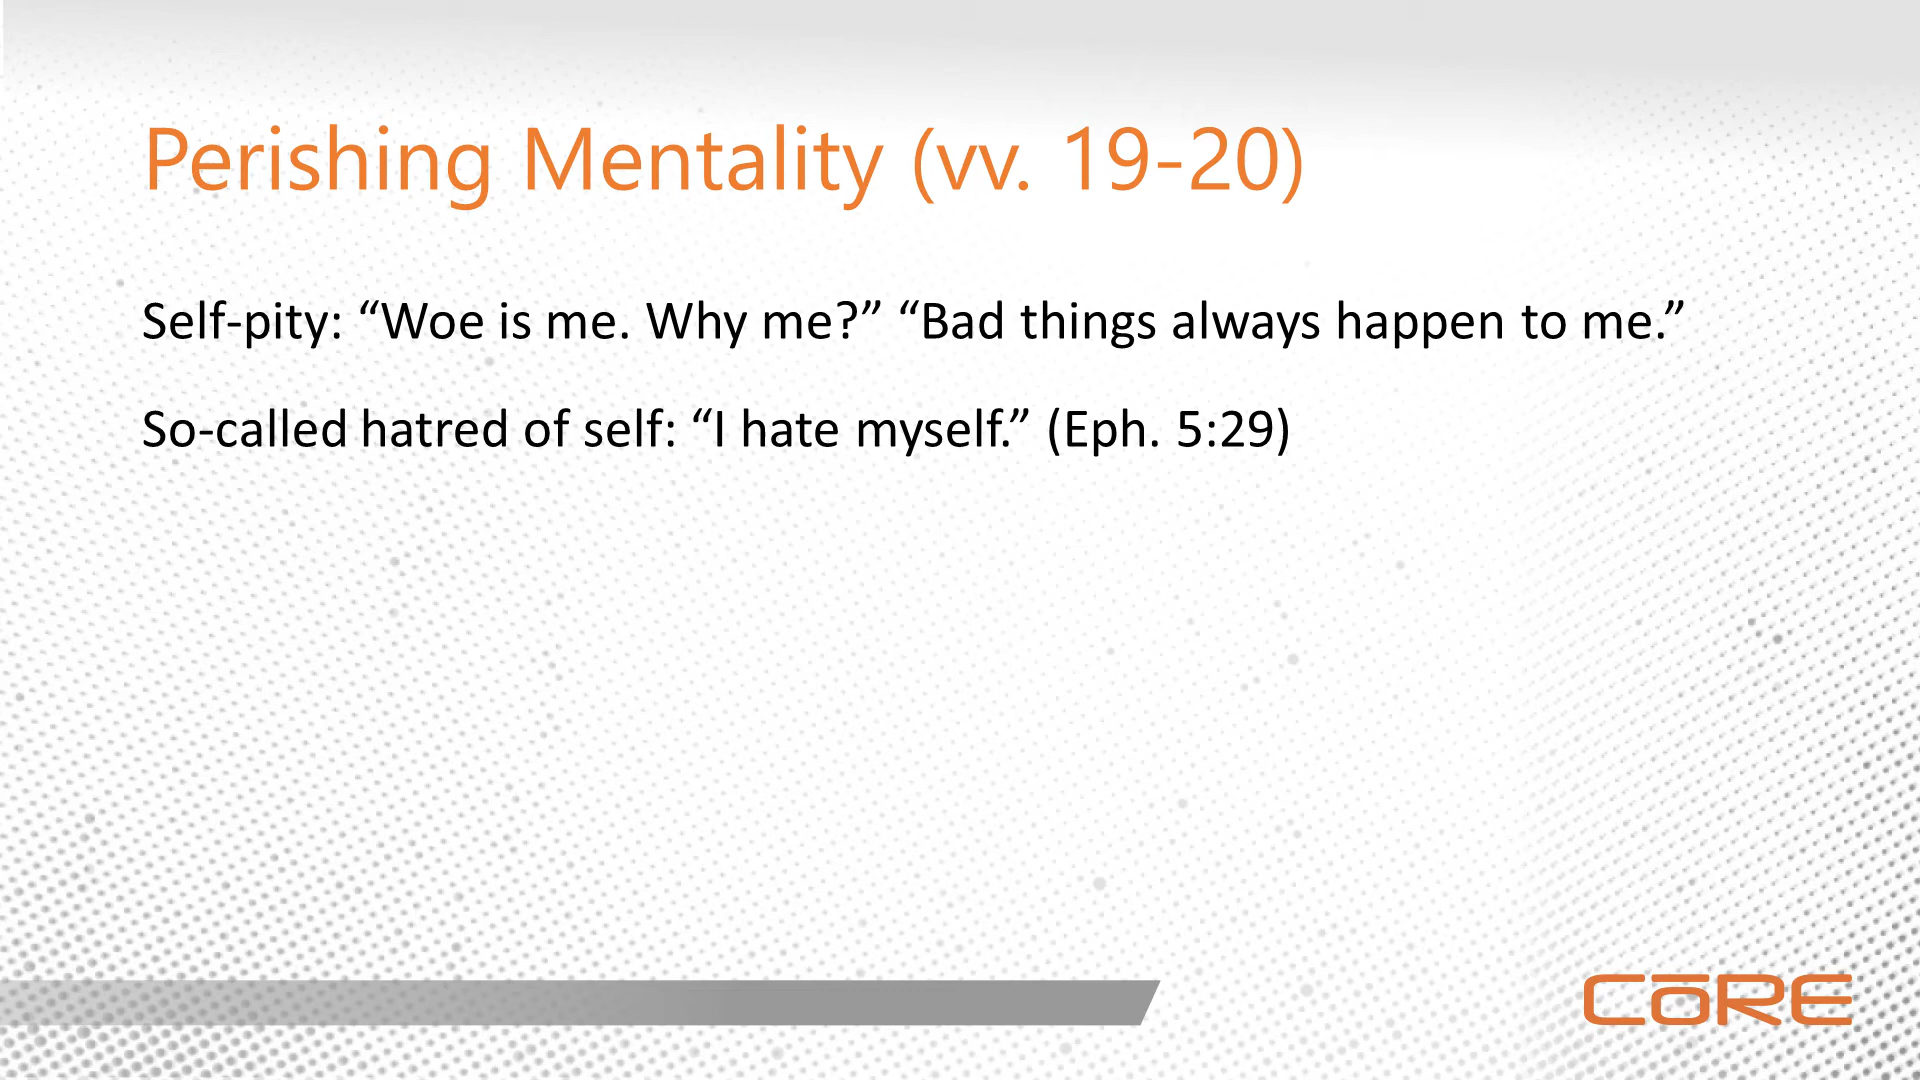 Perishing Mentality (vv. 19-20)
Self-pity: “Woe is me. Why me?” “Bad things always happen to me.”
So-called hatred of self: “I hate myself.” (Eph. 5:29)
CōRE